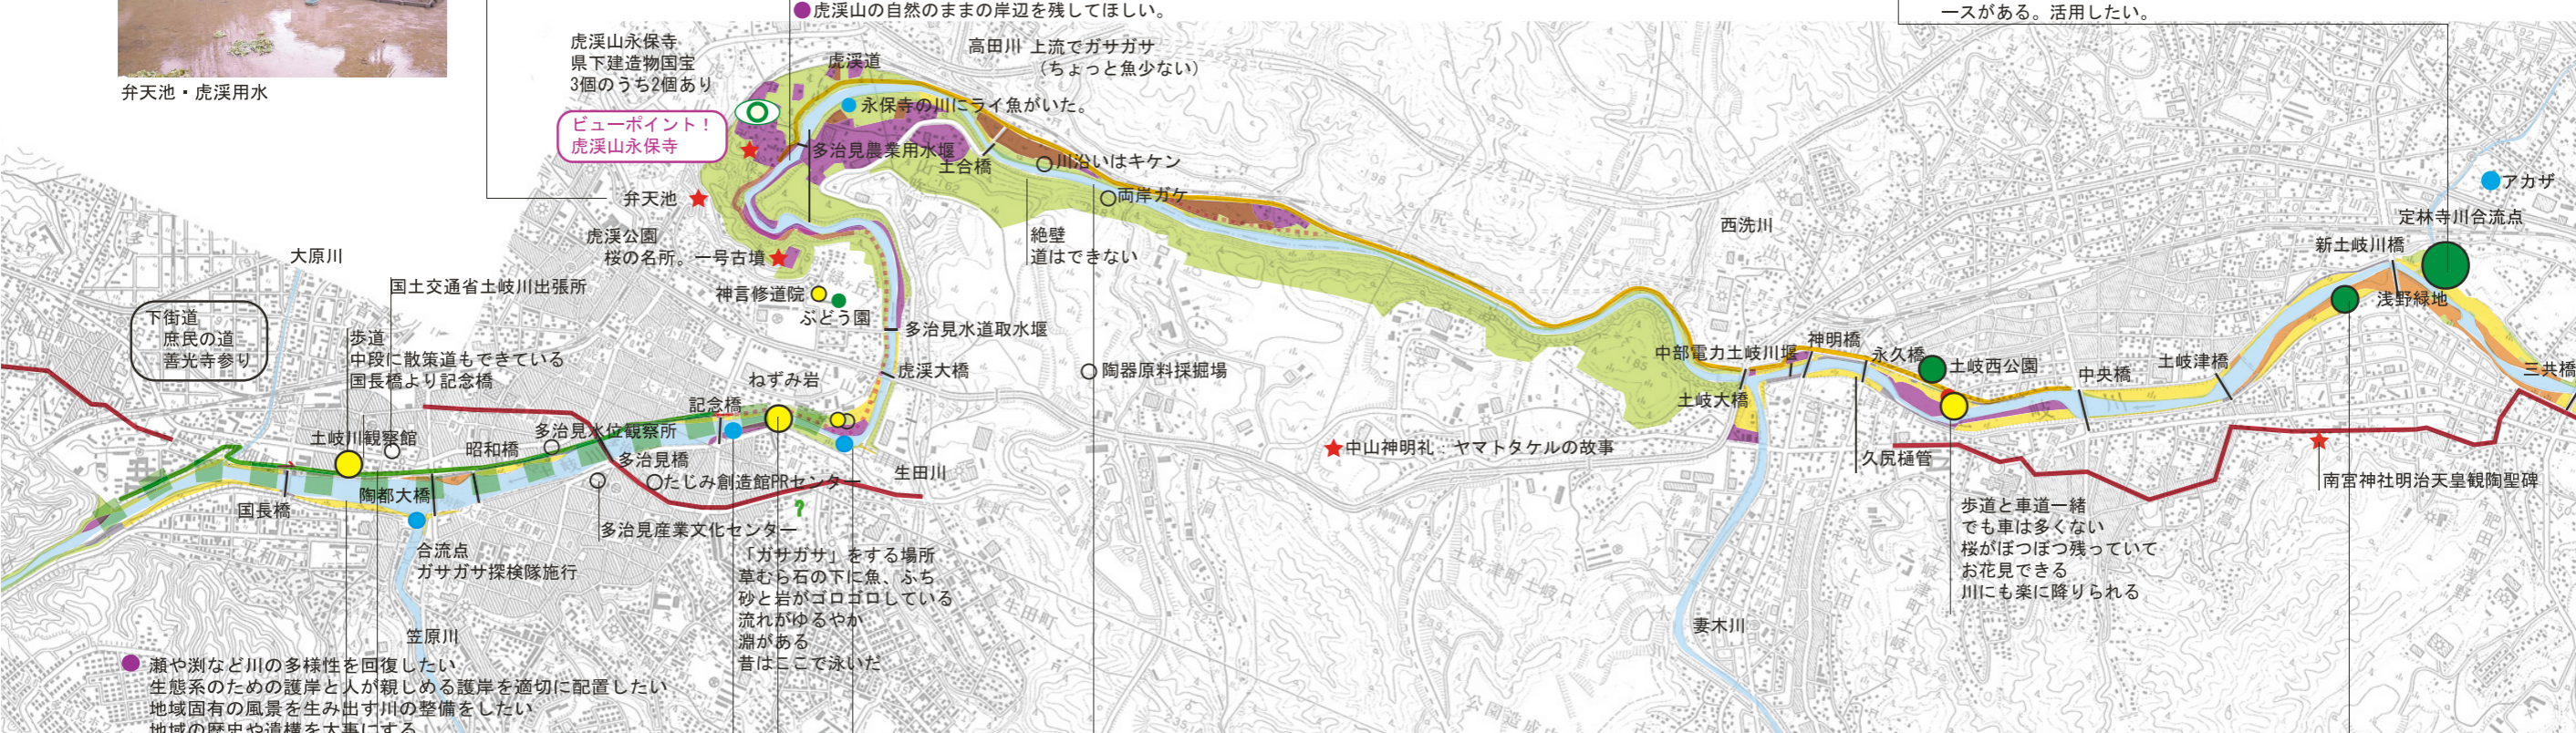 ●虎渓山の自然のままの岸辺を残してほしい。
ースがある。活用したい。
弁天池・虎渓用水
虎渓山永保寺
県下建造物国宝
3個のうち2個あり
ビューポイント！
虎渓山永保寺
虎渓道
高田川 上流でガサガサ
（ちょっと魚少ない）
永保寺の川にライ魚がいた。
多治見農業用水堰
土合橋
川沿いはキケン
両岸ガケ
絶壁
道はできない
弁天池
虎渓公園
桜の名所。一号古墳
神言修道院
ぶどう園
多治見水道取水堰
虎渓大橋
陶器原料採掘場
西洗川
アカザ
定林寺川合流点
新土岐川橋
浅野緑地
三共橋
土岐津橋
中央橋
土岐西公園
永久橋
神明橋
中部電力土岐川堰
土岐大橋
久尻樋管
中山神明礼：ヤマトタケルの故事
南宮神社明治天皇観陶聖碑
歩道と車道一緒
でも車は多くない
桜がぽつぽつ残っていて
お花見できる
川にも楽に降りられる
妻木川
大原川
国土交通省土岐川出張所
下街道
庶民の道
善光寺参り
歩道
中段に散策道もできている
国長橋より記念橋
ねずみ岩
記念橋
土岐川観察館
昭和橋
多治見水位観察所
多治見橋
たじみ創造館PRセンター
生田川
国長橋
陶都大橋
多治見産業文化センター
?
合流点
ガサガサ探検隊施行
「ガサガサ」をする場所
草むら石の下に魚、ふち
砂と岩がゴロゴロしている
流れがゆるやか
淵がある
昔はここで泳いだ
笠原川
生田町
土岐津町土岐口
●瀬や渕など川の多様性を回復したい
生態系のための護岸と人が親しめる護岸を適切に配置したい
地域固有の風景を生み出す川の整備をしたい
地域の歴史や遺構を大事にする